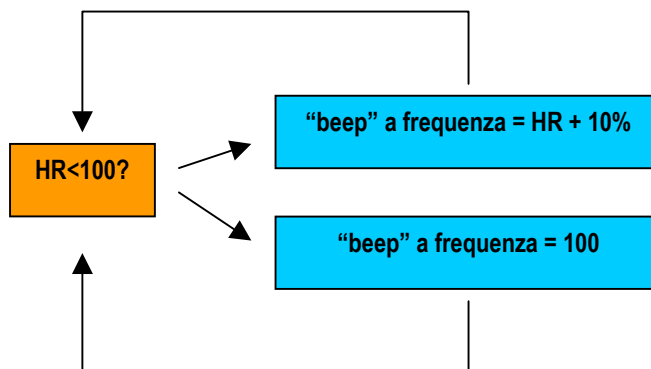 “beep” a frequenza = HR + 10%
HR<100?
“beep” a frequenza = 100